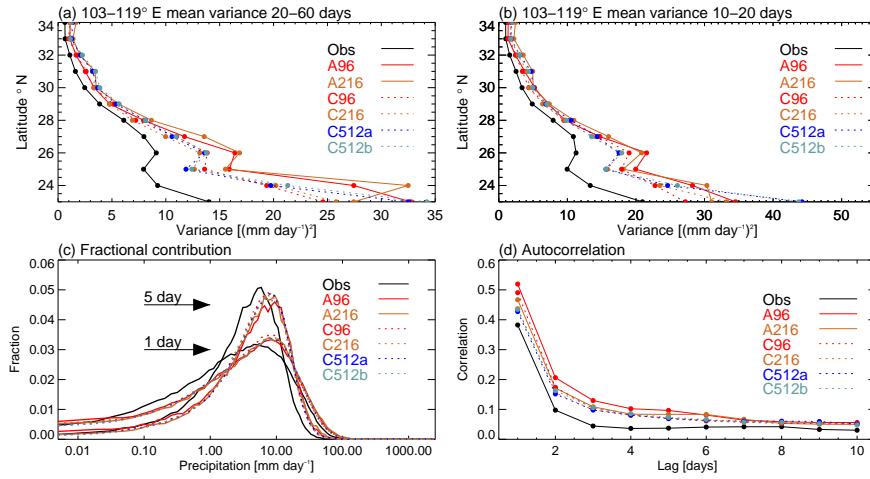 (a) 103–119° E mean variance 20–60 days
34
32
30
28
26
24
Latitude ° N
0 5 10 15 20 25 30 35
Variance [(mm day⁻¹)²]
Obs
A96
A216
C96
C216
C512a
C512b
(b) 103–119° E mean variance 10–20 days
34
32
30
28
26
24
Latitude ° N
0 10 20 30 40 50
Variance [(mm day⁻¹)²]
Obs
A96
A216
C96
C216
C512a
C512b
(c) Fractional contribution
0.06
0.05
0.04
0.03
0.02
0.01
0.00
Fraction
5 day
1 day
0.01 0.10 1.00 10.00 100.00 1000.00
Precipitation [mm day⁻¹]
Obs
A96
A216
C96
C216
C512a
C512b
(d) Autocorrelation
0.6
0.5
0.4
0.3
0.2
0.1
0.0
Correlation
2 4 6 8 10
Lag [days]
Obs
A96
A216
C96
C216
C512a
C512b